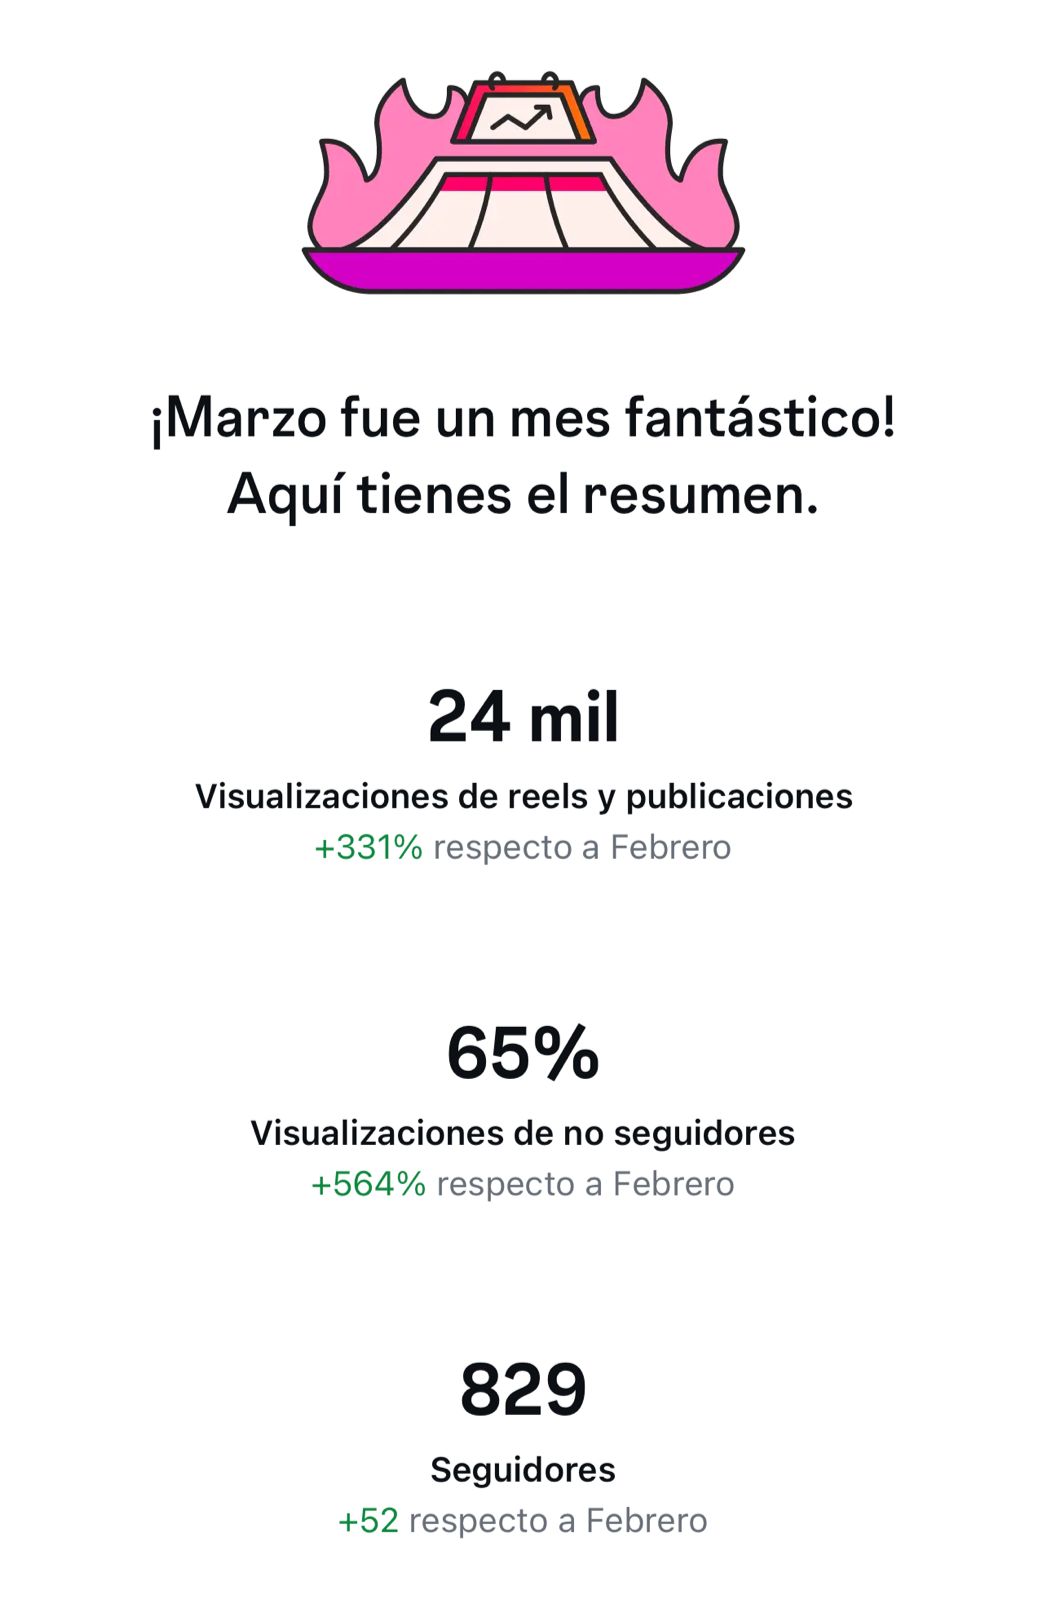 ¡Marzo fue un mes fantástico!
Aquí tienes el resumen.
24 mil
Visualizaciones de reels y publicaciones
+331% respecto a Febrero
65%
Visualizaciones de no seguidores
+564% respecto a Febrero
829
Seguidores
+52 respecto a Febrero